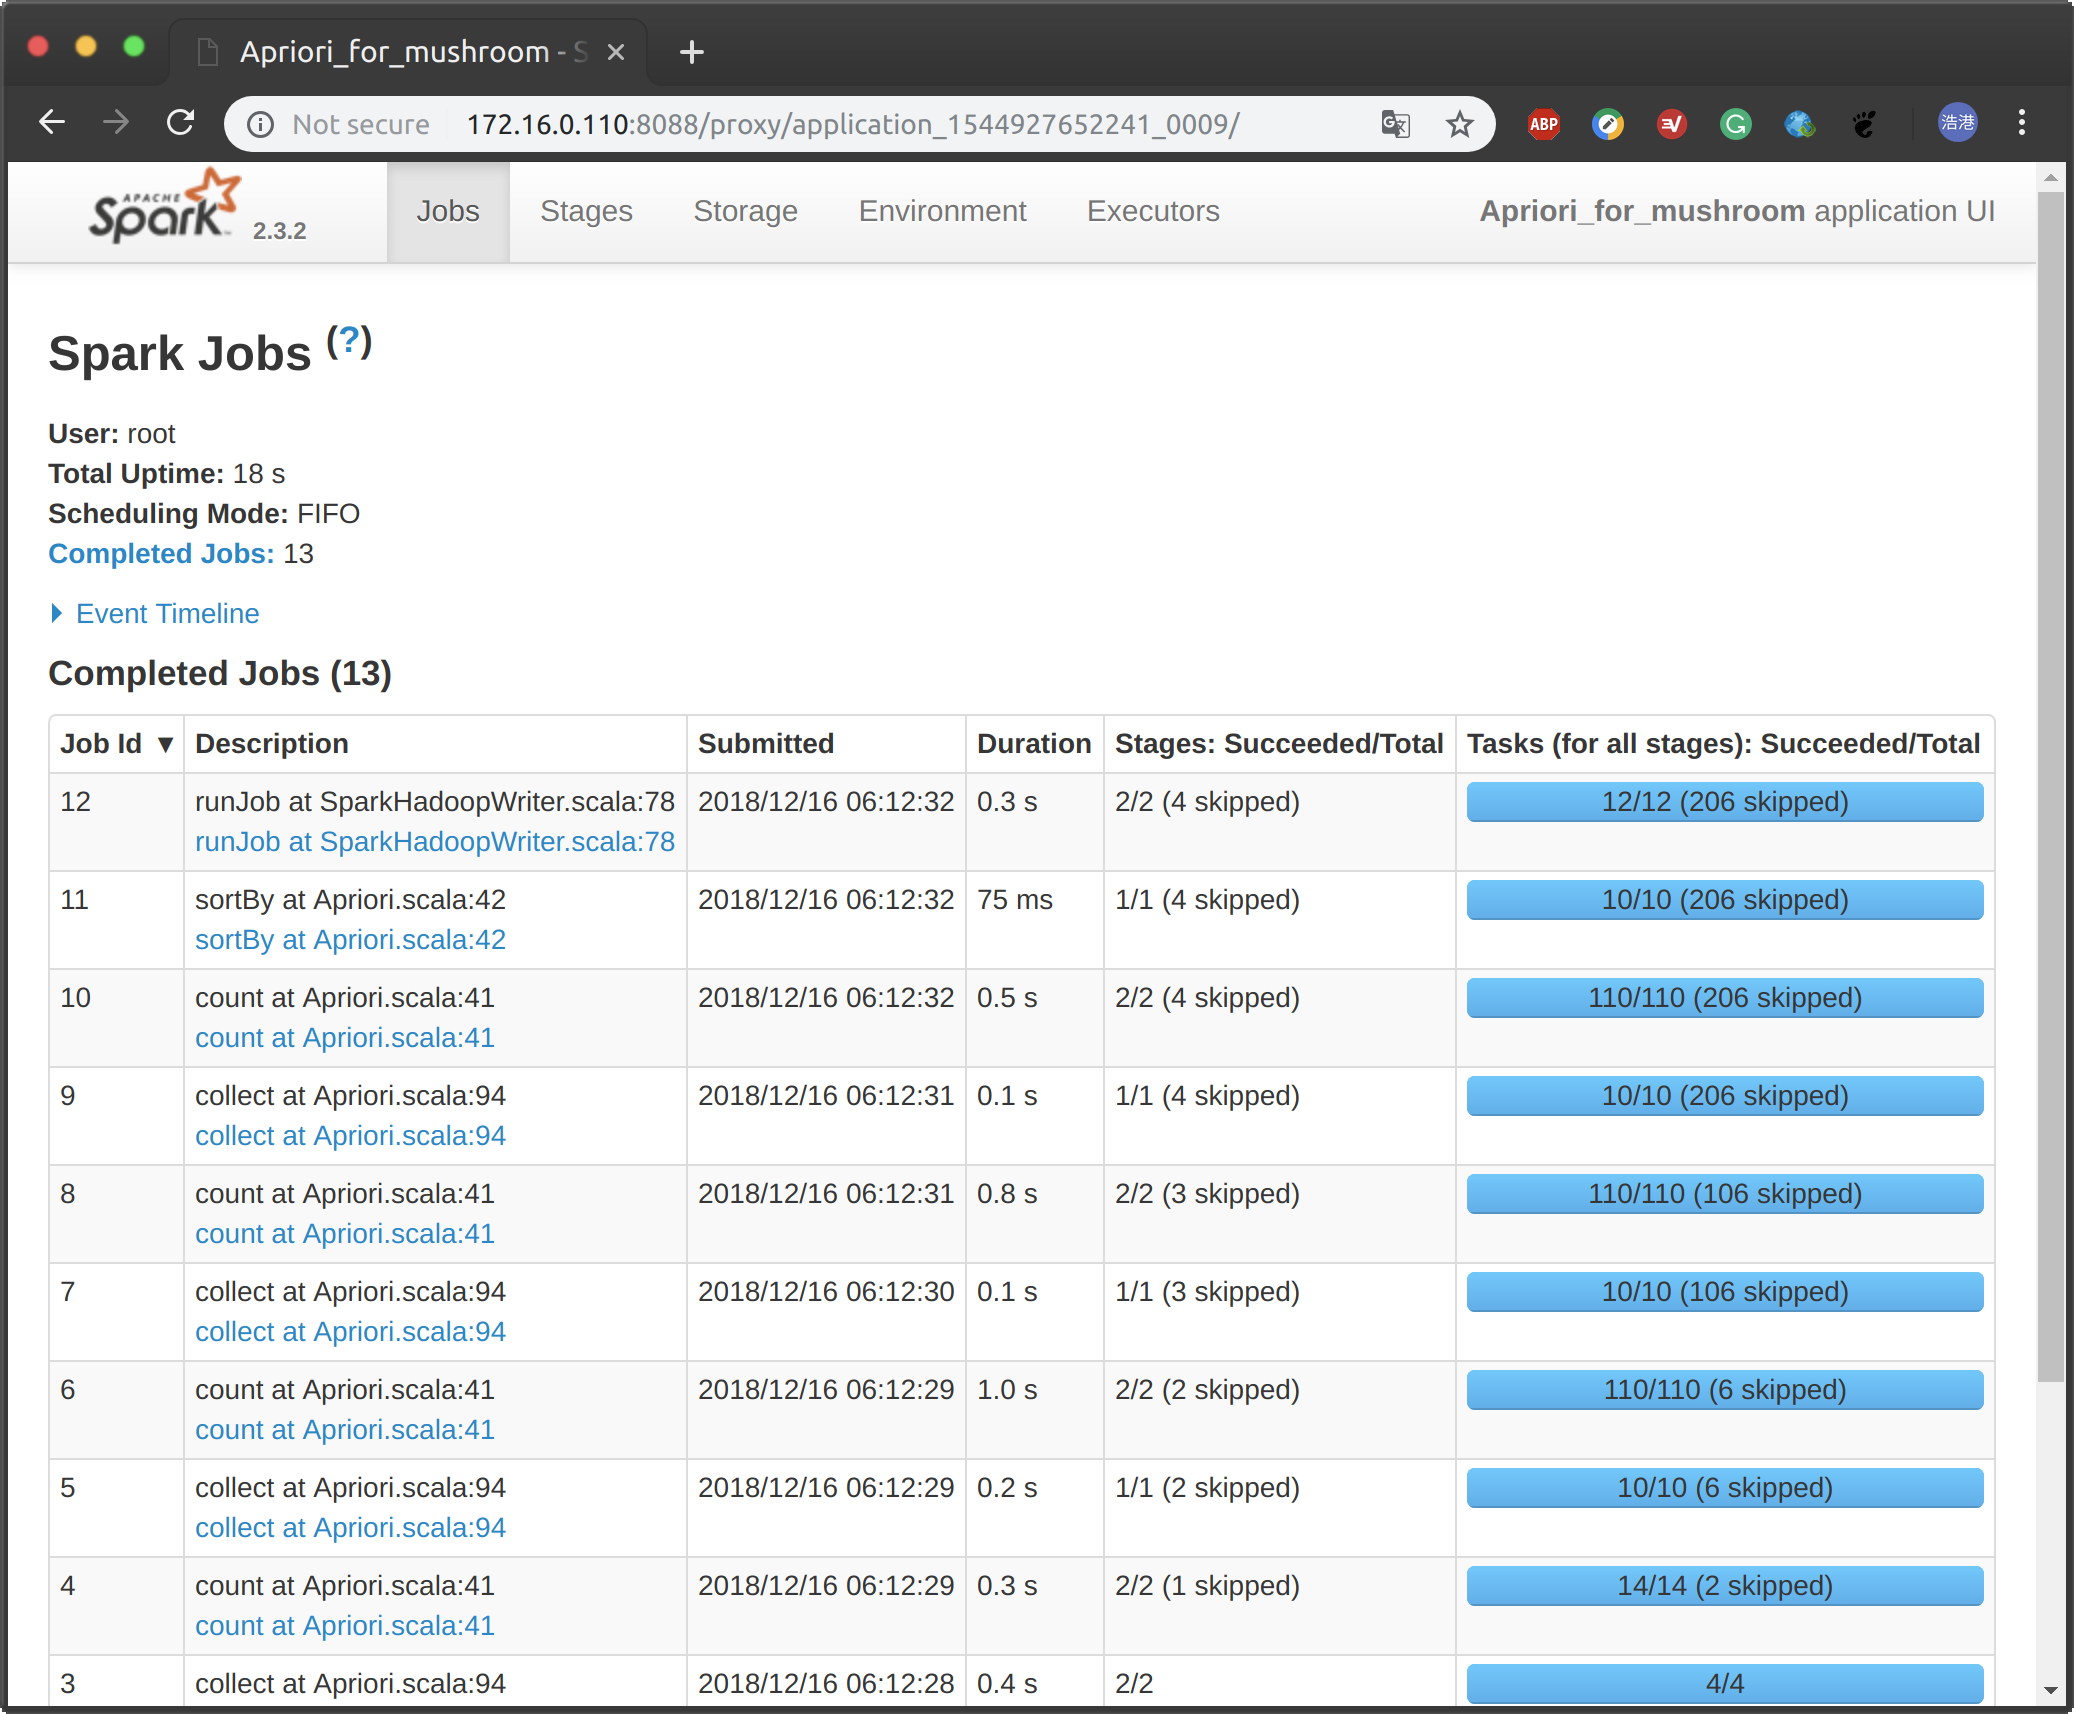 Apriori_for_mushroom - S
Not secure 172.16.0.110:8088/proxy/application_1544927652241_0009/
ABP
浩港
APACHE
Spark 2.3.2
Jobs Stages Storage Environment Executors Apriori_for_mushroom application UI
Spark Jobs (?)
User: root
Total Uptime: 18 s
Scheduling Mode: FIFO
Completed Jobs: 13
Event Timeline
Completed Jobs (13)
Job Id ▼ Description Submitted Duration Stages: Succeeded/Total Tasks (for all stages): Succeeded/Total
12 runJob at SparkHadoopWriter.scala:78 2018/12/16 06:12:32 0.3 s 2/2 (4 skipped) 12/12 (206 skipped)
runJob at SparkHadoopWriter.scala:78
11 sortBy at Apriori.scala:42 2018/12/16 06:12:32 75 ms 1/1 (4 skipped) 10/10 (206 skipped)
sortBy at Apriori.scala:42
10 count at Apriori.scala:41 2018/12/16 06:12:32 0.5 s 2/2 (4 skipped) 110/110 (206 skipped)
count at Apriori.scala:41
9 collect at Apriori.scala:94 2018/12/16 06:12:31 0.1 s 1/1 (4 skipped) 10/10 (206 skipped)
collect at Apriori.scala:94
8 count at Apriori.scala:41 2018/12/16 06:12:31 0.8 s 2/2 (3 skipped) 110/110 (106 skipped)
count at Apriori.scala:41
7 collect at Apriori.scala:94 2018/12/16 06:12:30 0.1 s 1/1 (3 skipped) 10/10 (106 skipped)
collect at Apriori.scala:94
6 count at Apriori.scala:41 2018/12/16 06:12:29 1.0 s 2/2 (2 skipped) 110/110 (6 skipped)
count at Apriori.scala:41
5 collect at Apriori.scala:94 2018/12/16 06:12:29 0.2 s 1/1 (2 skipped) 10/10 (6 skipped)
collect at Apriori.scala:94
4 count at Apriori.scala:41 2018/12/16 06:12:29 0.3 s 2/2 (1 skipped) 14/14 (2 skipped)
count at Apriori.scala:41
3 collect at Apriori.scala:94 2018/12/16 06:12:28 0.4 s 2/2 4/4